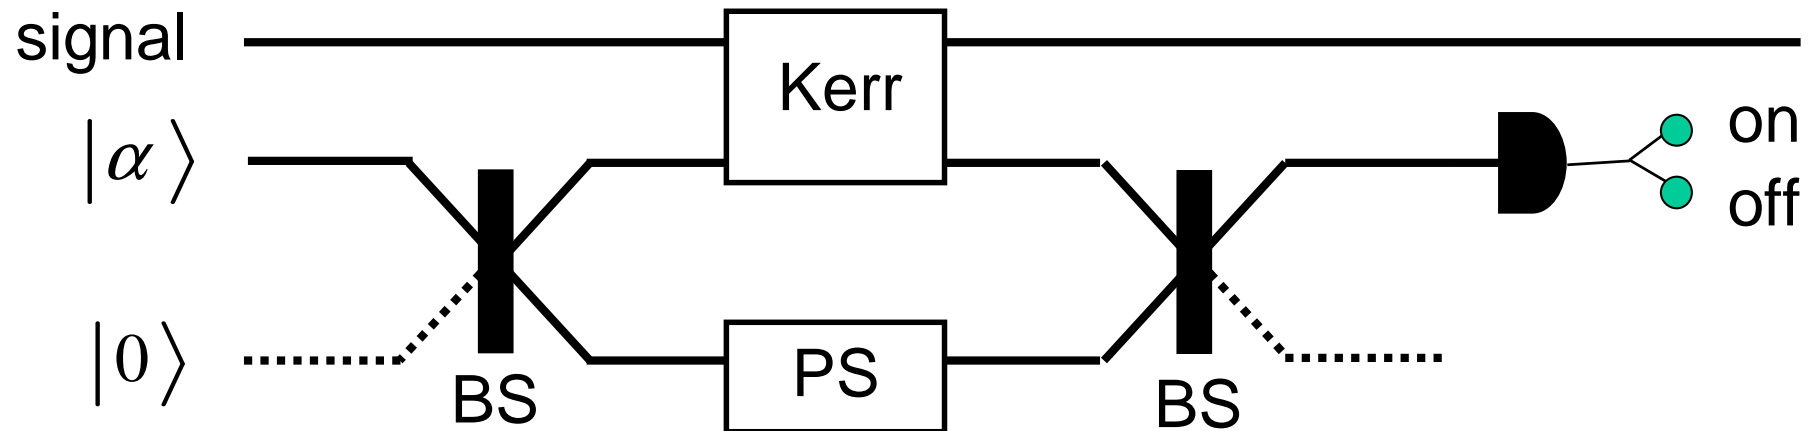 signal
Kerr
|α⟩
on
off
|0⟩
BS
PS
BS